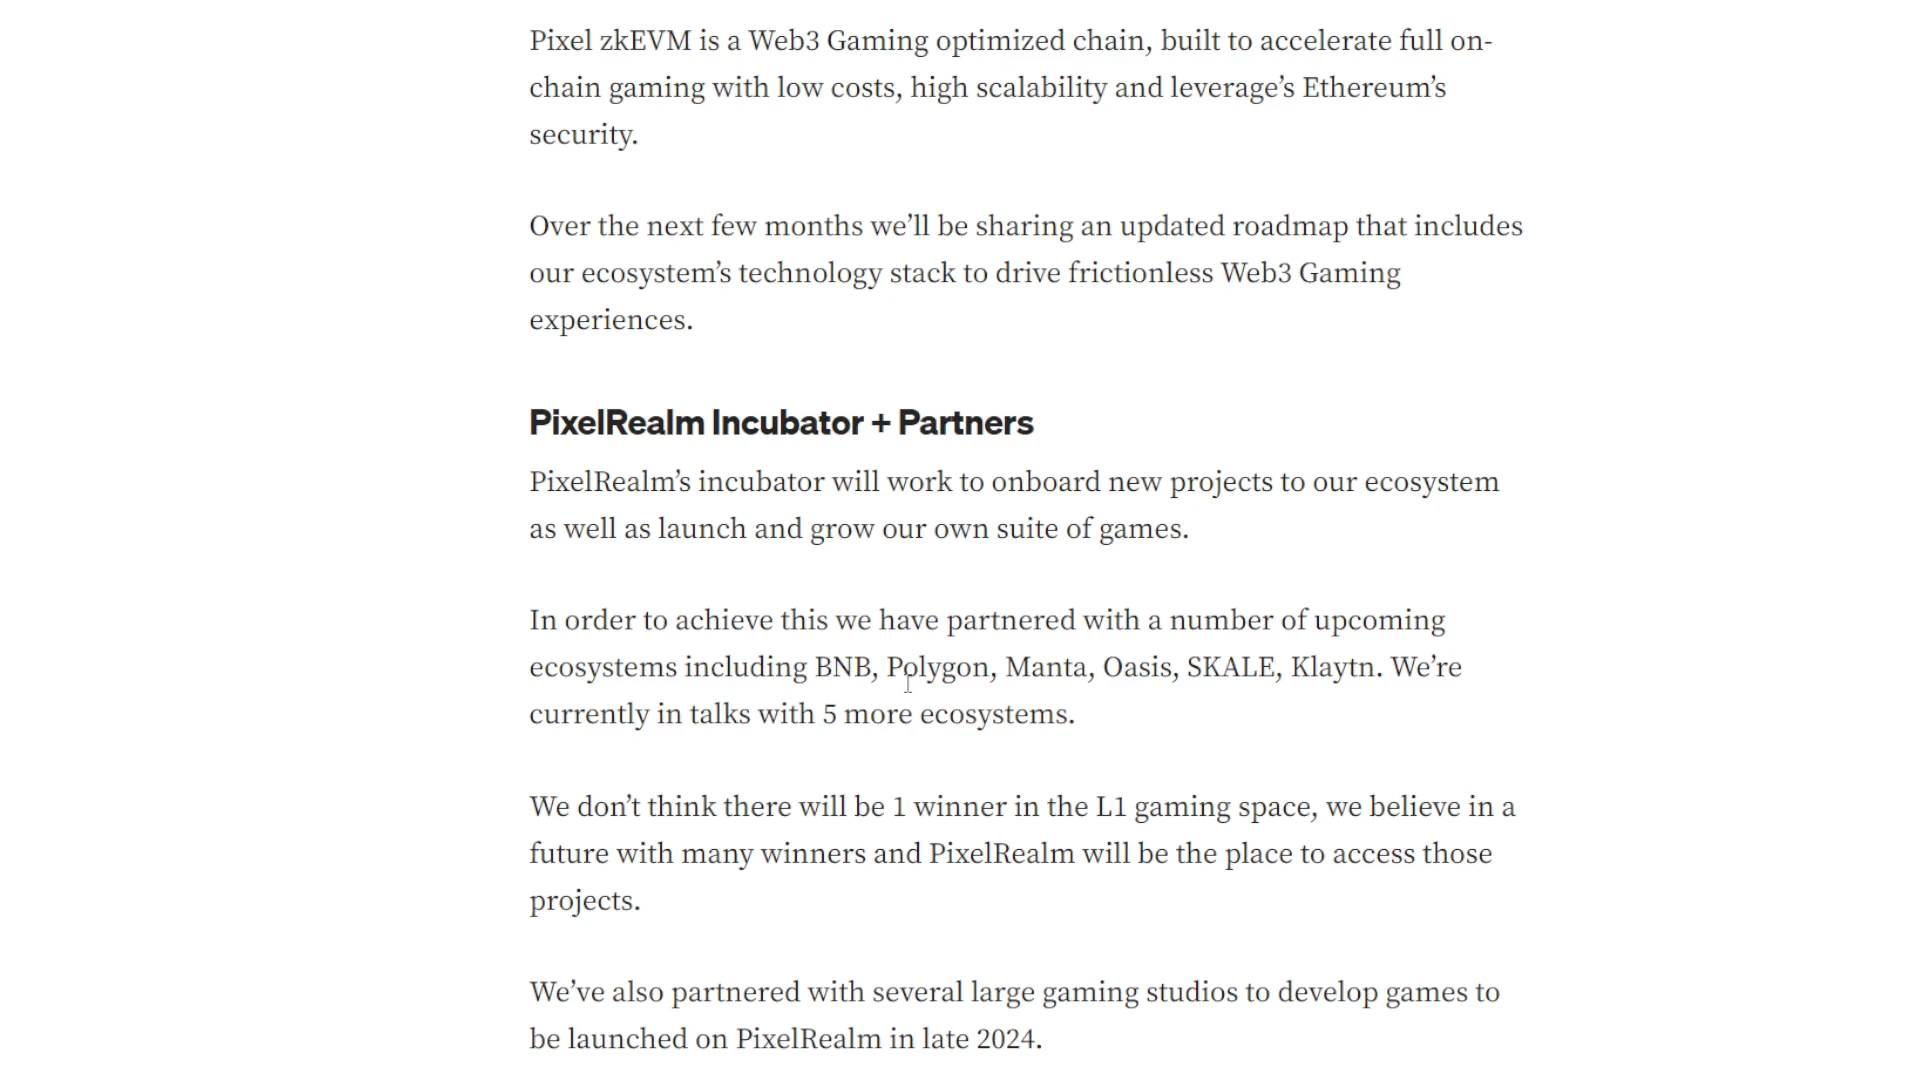 Pixel zkEVM is a Web3 Gaming optimized chain, built to accelerate full on-
chain gaming with low costs, high scalability and leverage’s Ethereum’s
security.
Over the next few months we’ll be sharing an updated roadmap that includes
our ecosystem’s technology stack to drive frictionless Web3 Gaming
experiences.
PixelRealm Incubator + Partners
PixelRealm’s incubator will work to onboard new projects to our ecosystem
as well as launch and grow our own suite of games.
In order to achieve this we have partnered with a number of upcoming
ecosystems including BNB, Polygon, Manta, Oasis, SKALE, Klaytn. We’re
currently in talks with 5 more ecosystems.
We don’t think there will be 1 winner in the L1 gaming space, we believe in a
future with many winners and PixelRealm will be the place to access those
projects.
We’ve also partnered with several large gaming studios to develop games to
be launched on PixelRealm in late 2024.